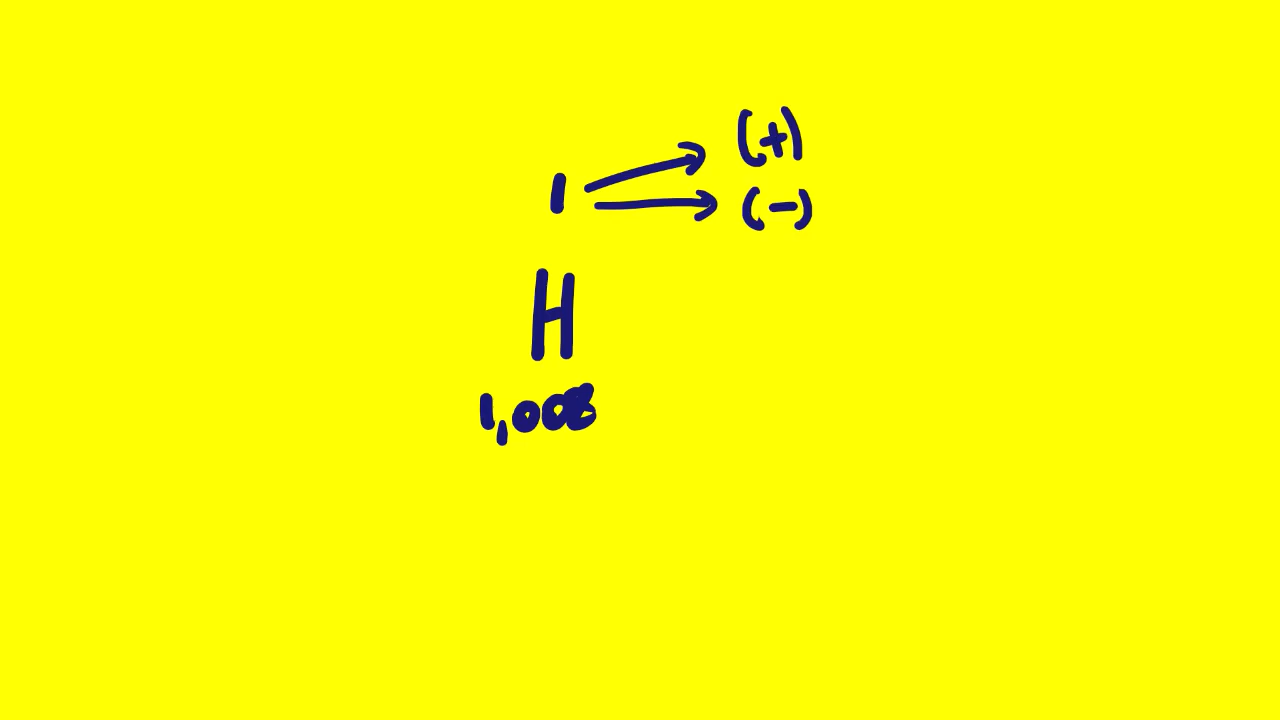 (+)
1 → (-)
H
1,008